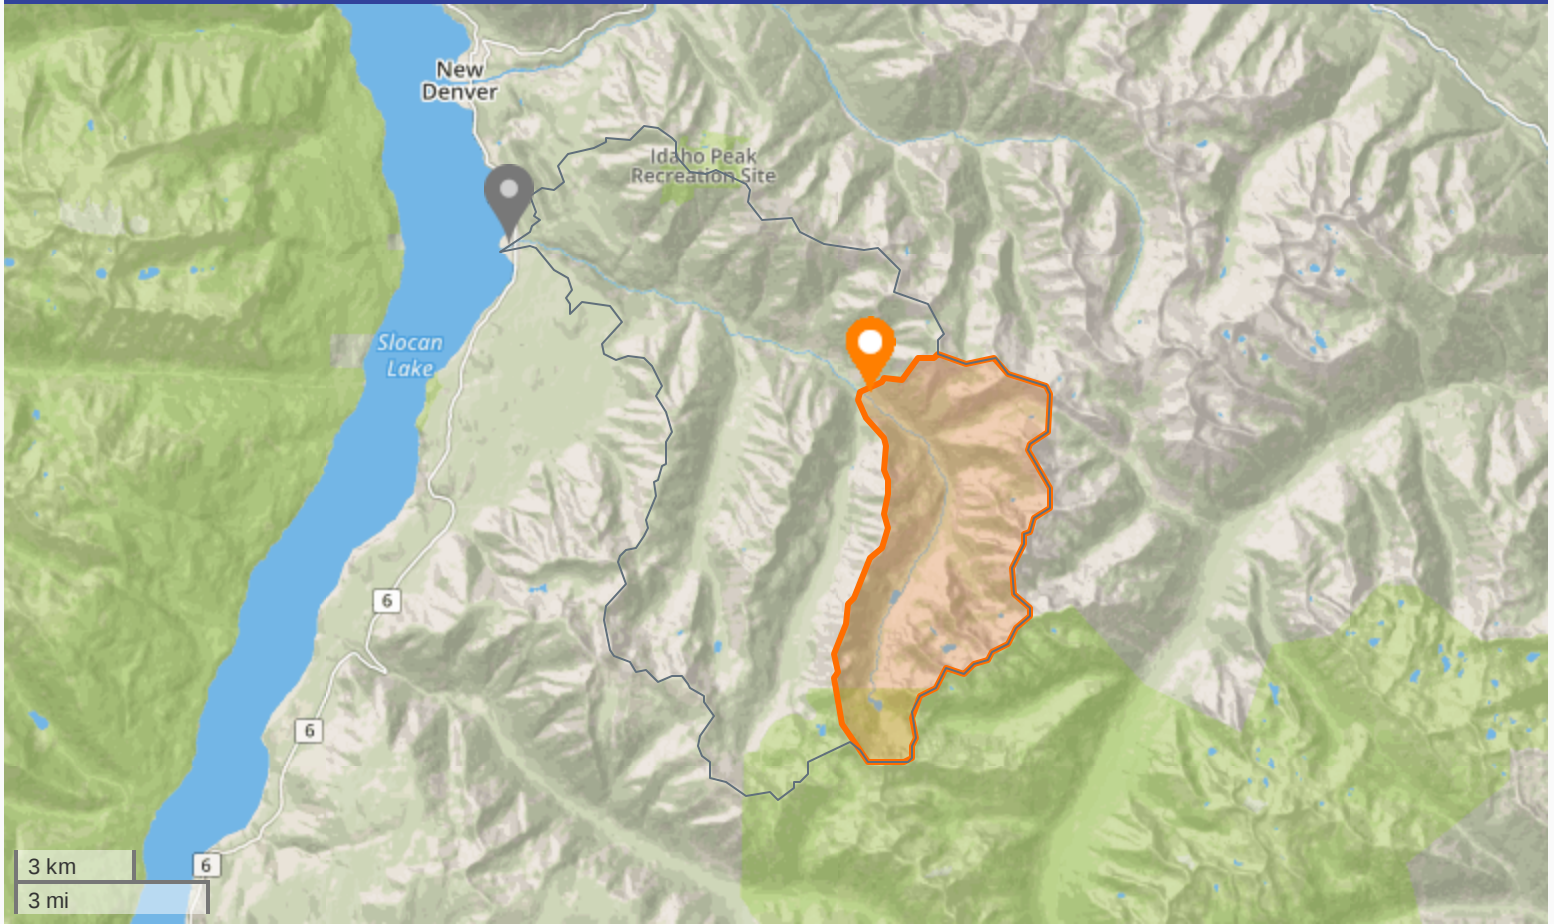 New
Denver
Idaho Peak
Recreation Site
Slocan
Lake
6
6
6
3 km
3 mi